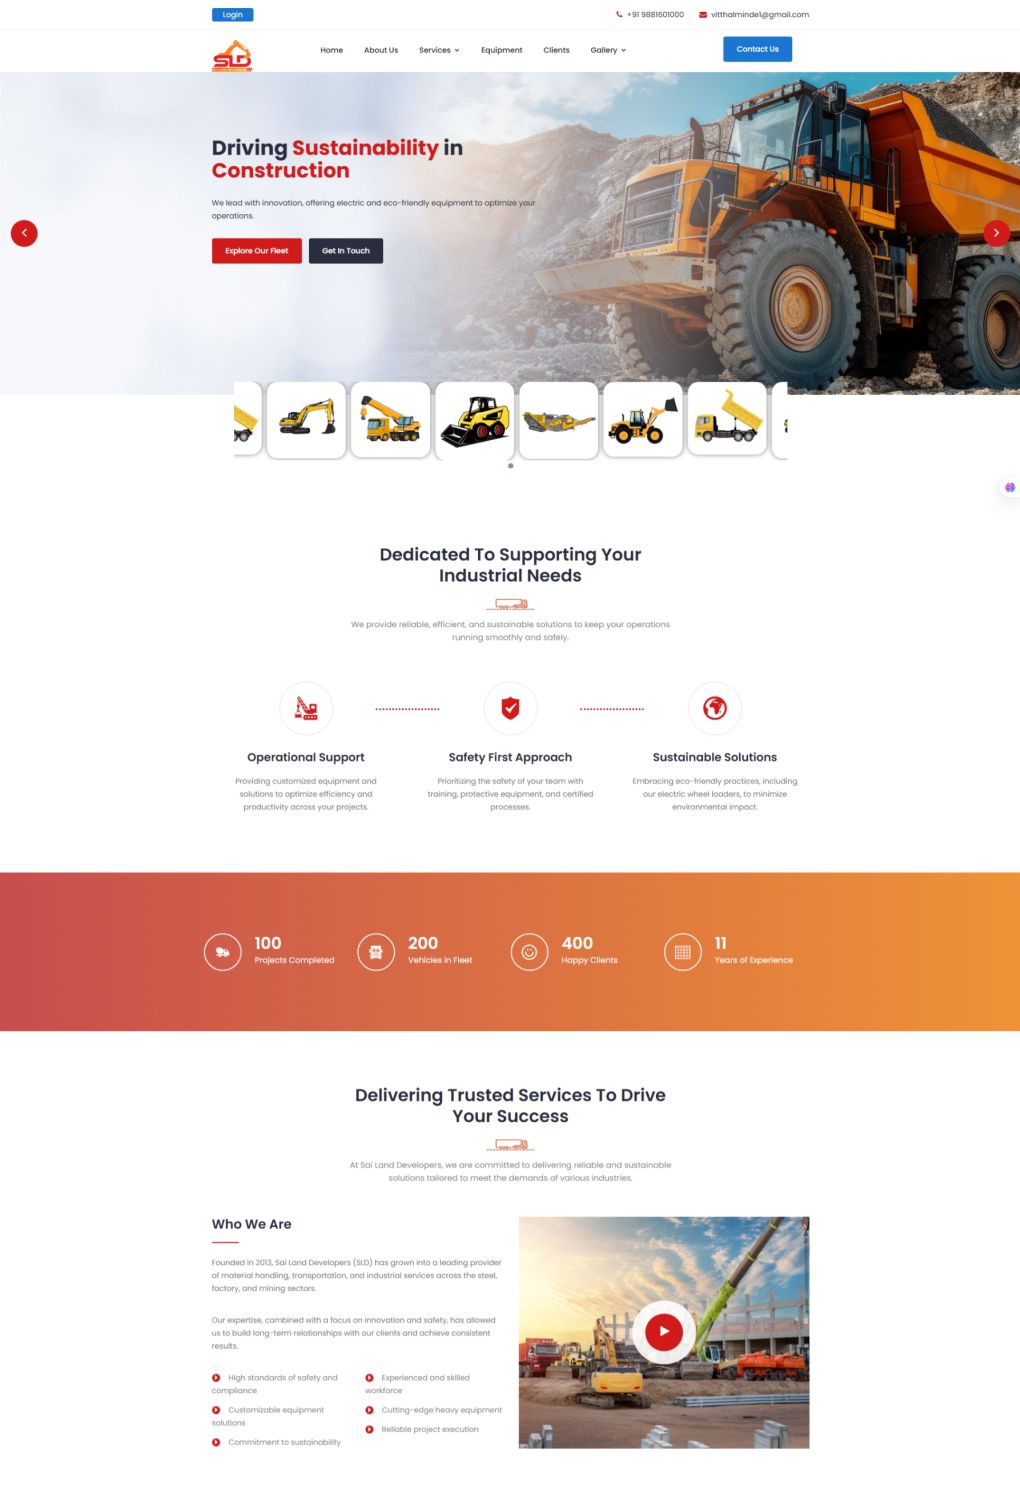 Login
+91 9881601000
vitthalminde1@gmail.com
SLD
Home
About Us
Services
Equipment
Clients
Gallery
Contact Us
Driving Sustainability in
Construction
We lead with innovation, offering electric and eco-friendly equipment to optimize your
operations.
Explore Our Fleet
Get In Touch
Dedicated To Supporting Your
Industrial Needs
We provide reliable, efficient, and sustainable solutions to keep your operations
running smoothly and safely.
Operational Support
Providing customized equipment and
solutions to optimize efficiency and
productivity across your projects.
Safety First Approach
Prioritizing the safety of your team with
training, protective equipment, and certified
processes.
Sustainable Solutions
Embracing eco-friendly practices, including
our electric wheel loaders, to minimize
environmental impact.
100
Projects Completed
200
Vehicles in Fleet
400
Happy Clients
11
Years of Experience
Delivering Trusted Services To Drive
Your Success
At Sai Land Developers, we are committed to delivering reliable and sustainable
solutions tailored to meet the demands of various industries.
Who We Are
Founded in 2013, Sai Land Developers (SLD) has grown into a leading provider
of material handling, transportation, and industrial services across the steel,
factory, and mining sectors.
Our expertise, combined with a focus on innovation and safety, has allowed
us to build long-term relationships with our clients and achieve consistent
results.
High standards of safety and
compliance
Customizable equipment
solutions
Commitment to sustainability
Experienced and skilled
workforce
Cutting-edge heavy equipment
Reliable project execution